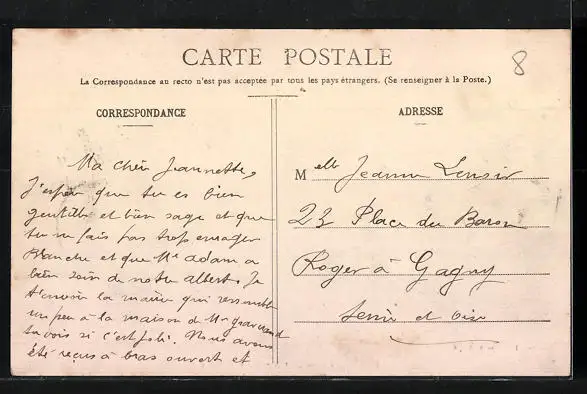 CARTE POSTALE
8
La Correspondance au recto n'est pas acceptée par tous les pays étrangers. (Se renseigner à la Poste.)
CORRESPONDANCE
ADRESSE
Ma chère Jeannette,
J'espère que tu es bien
gentille et bien sage et que
tu ne fais pas trop enrager
Blanche et que Me adam a
bien soin de notre albert. Je
t'envoie la mairie qui ressemble
un peu à la maison de Mr
tu vois si c'est joli. Nous avons
été reçus à bras ouvert et
Melle Jeanne Lenoir
23 Place du Baron
Roger à Gagny
Seine et Oise